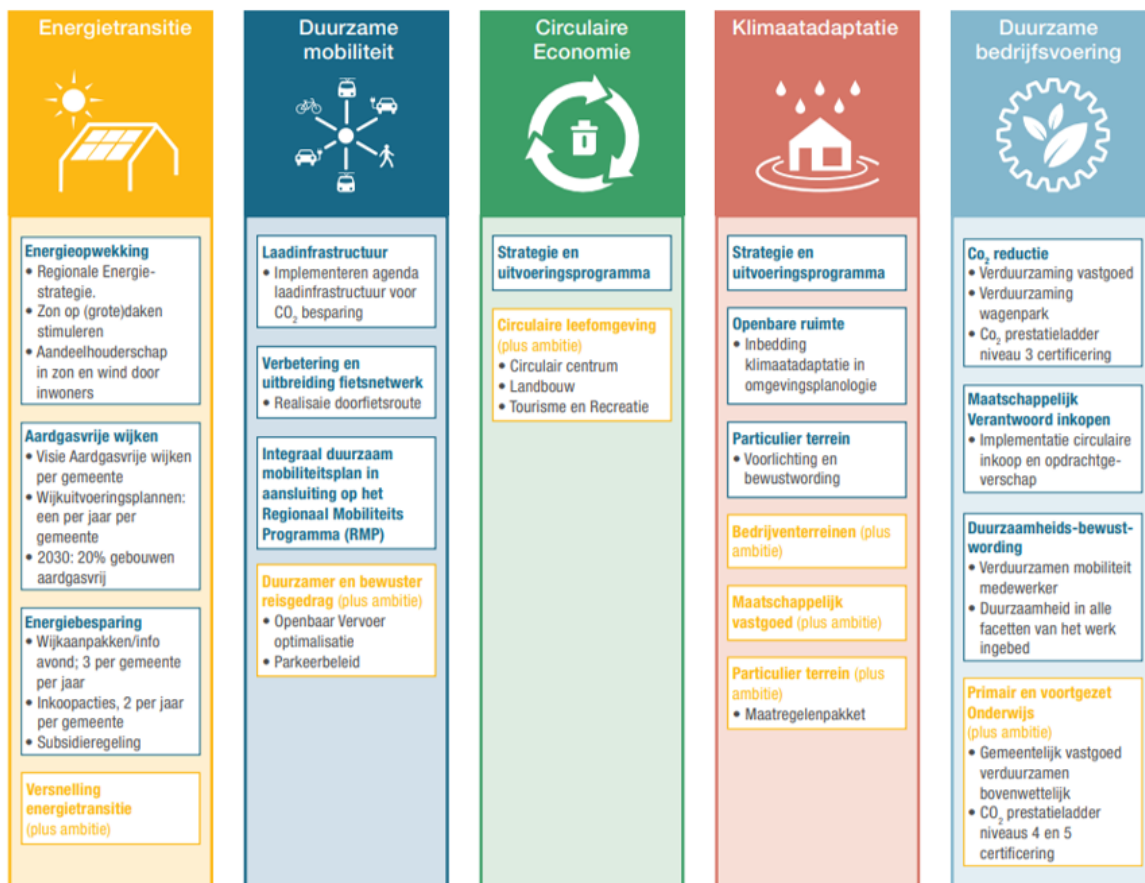 Energietransitie
Energieopwekking
• Regionale Energie-
strategie.
• Zon op (grote)daken
stimuleren
• Aandeelhouderschap
in zon en wind door
inwoners
Aardgasvrije wijken
• Visie Aardgasvrije wijken
per gemeente
• Wijkuitvoeringsplannen:
een per jaar per
gemeente
• 2030: 20% gebouwen
aardgasvrij
Energiebesparing
• Wijkaanpakken/info
avond; 3 per gemeente
per jaar
• Inkoopacties, 2 per jaar
per gemeente
• Subsidieregeling
Versnelling
energietransitie
(plus ambitie)
Duurzame
mobiliteit
Laadinfrastructuur
• Implementeren agenda
laadinfrastructuur voor
CO₂ besparing
Verbetering en
uitbreiding fietsnetwerk
• Realisaie doorfietsroute
Integraal duurzaam
mobiliteitsplan in
aansluiting op het
Regionaal Mobiliteits
Programma (RMP)
Duurzamer en bewuster
reisgedrag (plus ambitie)
• Openbaar Vervoer
optimalisatie
• Parkeerbeleid
Circulaire
Economie
Strategie en
uitvoeringsprogramma
Circulaire leefomgeving
(plus ambitie)
• Circulair centrum
• Landbouw
• Tourisme en Recreatie
Klimaatadaptatie
Strategie en
uitvoeringsprogramma
Openbare ruimte
• Inbedding
klimaatadaptatie in
omgevingsplanologie
Particulier terrein
• Voorlichting en
bewustwording
Bedrijventerreinen (plus
ambitie)
Maatschappelijk
vastgoed (plus ambitie)
Particulier terrein (plus
ambitie)
• Maatregelenpakket
Duurzame
bedrijfsvoering
Co₂ reductie
• Verduurzaming vastgoed
• Verduurzaming
wagenpark
• Co₂ prestatieladder
niveau 3 certificering
Maatschappelijk
Verantwoord inkopen
• Implementatie circulaire
inkoop en opdrachtge-
verschap
Duurzaamheids-bewust-
wording
• Verduurzamen mobiliteit
medewerker
• Duurzaamheid in alle
facetten van het werk
ingebed
Primair en voortgezet
Onderwijs
(plus ambitie)
• Gemeentelijk vastgoed
verduurzamen
bovenwettelijk
• CO₂ prestatieladder
niveaus 4 en 5
certificering